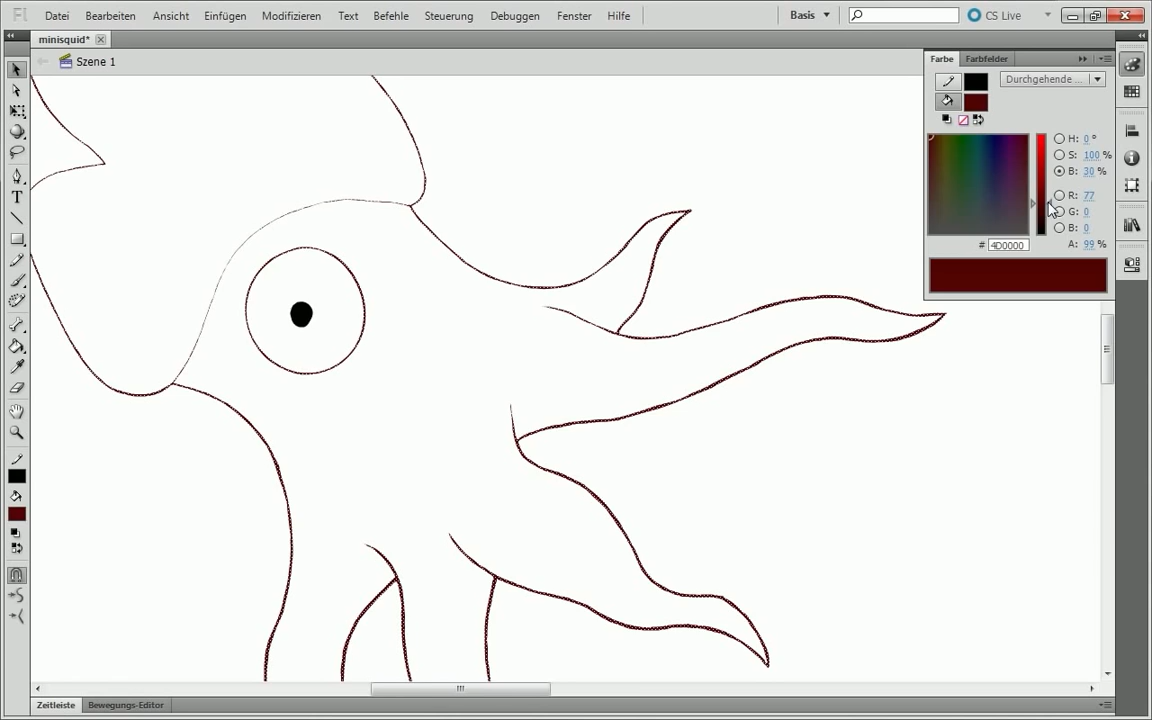 Fl Datei Bearbeiten Ansicht Einfügen Modifizieren Text Befehle Steuerung Debuggen Fenster Hilfe Basis CS Live
minisquid*
Szene 1
Farbe Farbfelder
Durchgehende ...
H: 0 °
S: 100 %
B: 30 %
R: 77
G: 0
B: 0
# 4D0000 A: 99 %
Zeitleiste Bewegungs-Editor